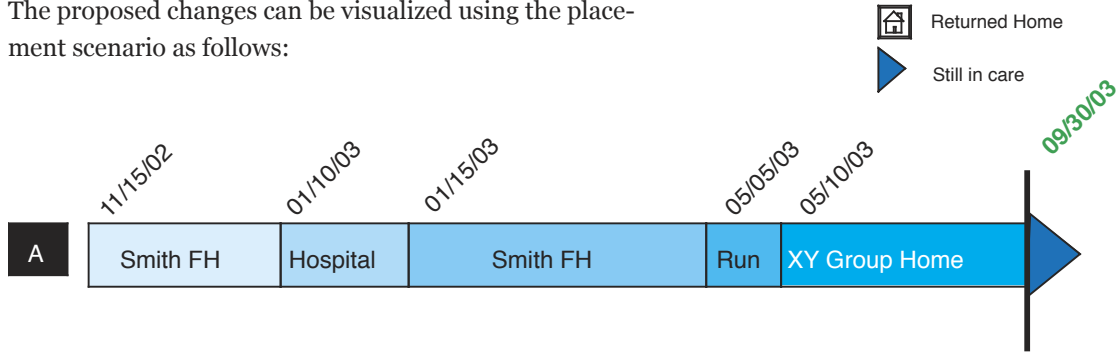 The proposed changes can be visualized using the place-
ment scenario as follows:
Returned Home
Still in care
09/30/03
11/15/02
01/10/03
01/15/03
05/05/03
05/10/03
A
Smith FH
Hospital
Smith FH
Run
XY Group Home